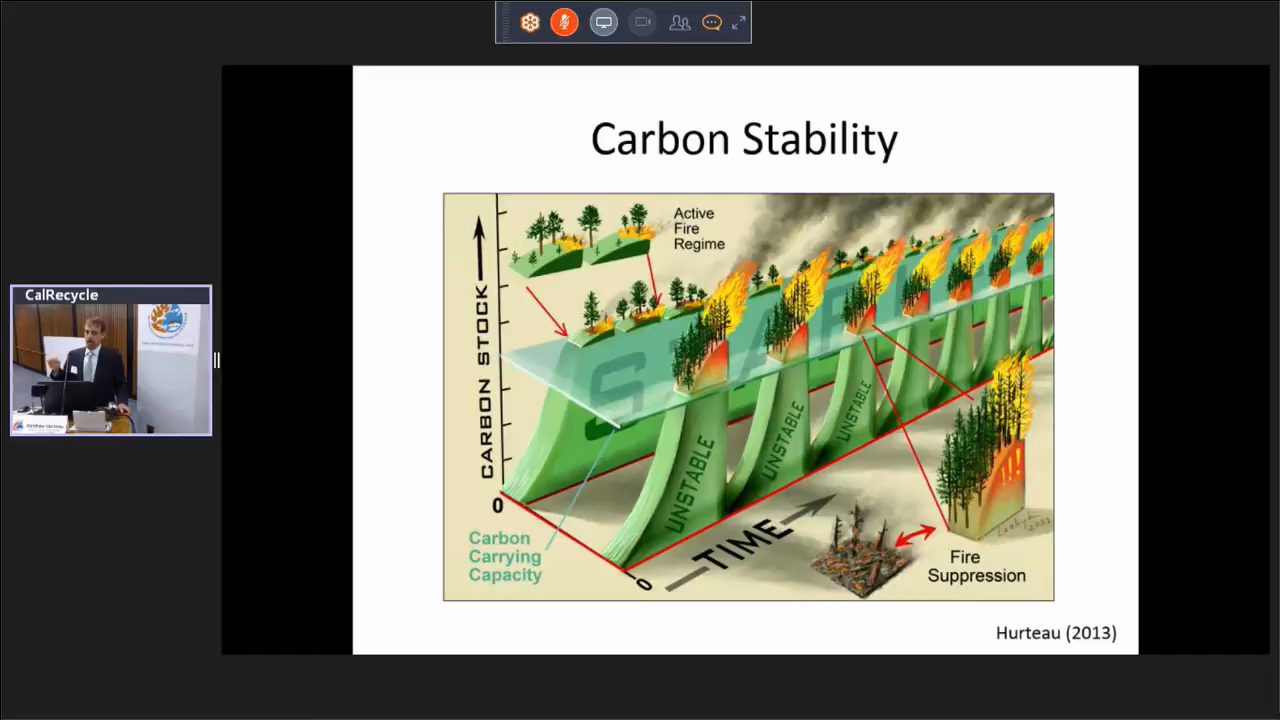 Carbon Stability
CalRecycle
Active
Fire
Regime
CARBON STOCK
STABLE
UNSTABLE
UNSTABLE
UNSTABLE
0
0
TIME
Carbon
Carrying
Capacity
!!!
Fire
Suppression
Hurteau (2013)